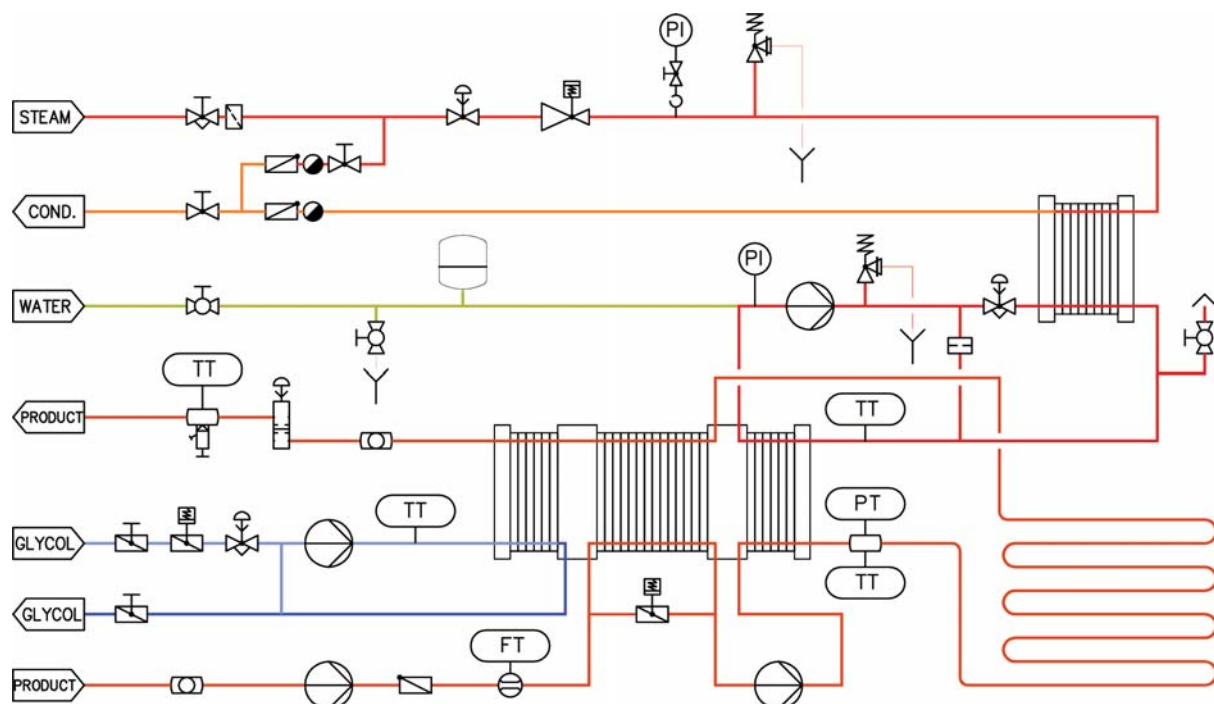 PI
STEAM
COND.
PI
WATER
TT
PRODUCT
TT
TT
PT
GLYCOL
TT
GLYCOL
FT
PRODUCT